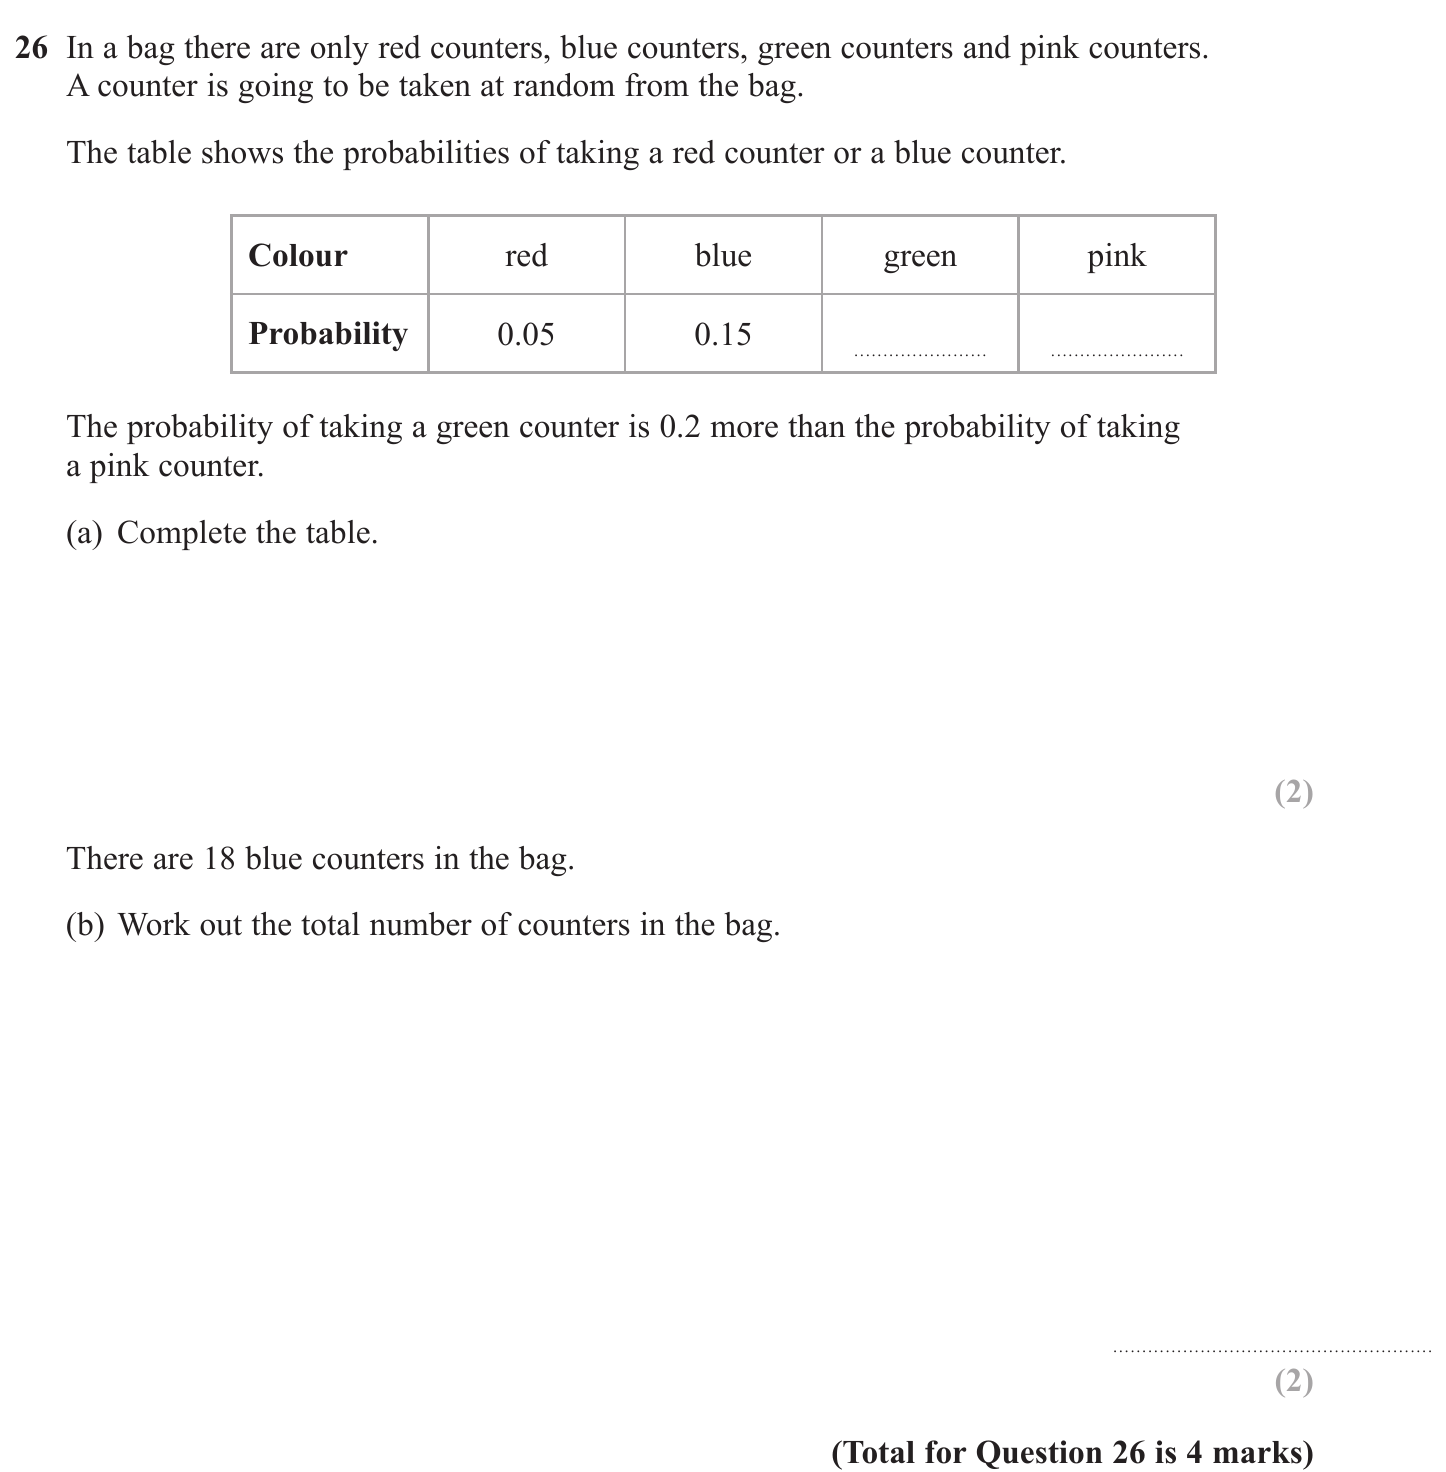 26 In a bag there are only red counters, blue counters, green counters and pink counters.
A counter is going to be taken at random from the bag.
The table shows the probabilities of taking a red counter or a blue counter.
Colour red blue green pink
Probability 0.05 0.15
The probability of taking a green counter is 0.2 more than the probability of taking
a pink counter.
(a) Complete the table.
(2)
There are 18 blue counters in the bag.
(b) Work out the total number of counters in the bag.
(2)
(Total for Question 26 is 4 marks)